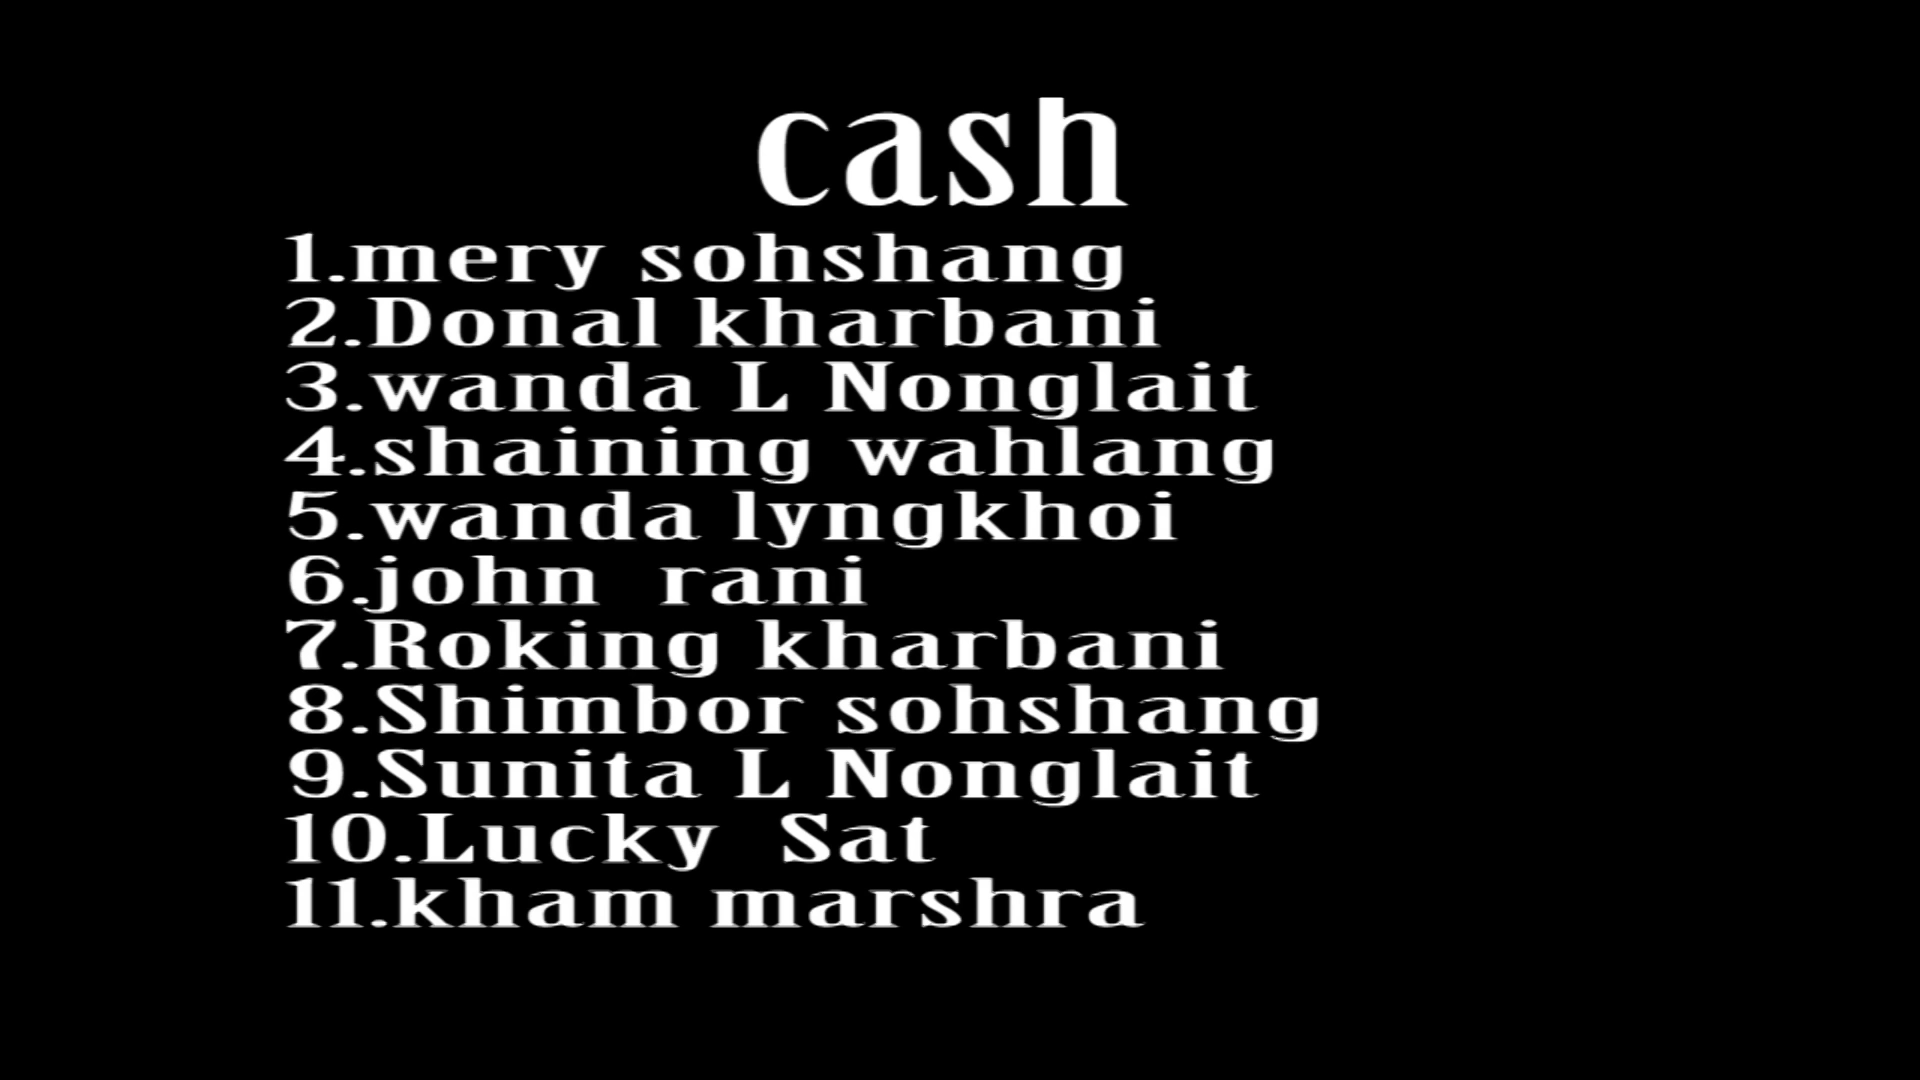 cash
1.mery sohshang
2.Donal kharbani
3.wanda L Nonglait
4.shaining wahlang
5.wanda lyngkhoi
6.john  rani
7.Roking kharbani
8.Shimbor sohshang
9.Sunita L Nonglait
10.Lucky  Sat
11.kham marshra